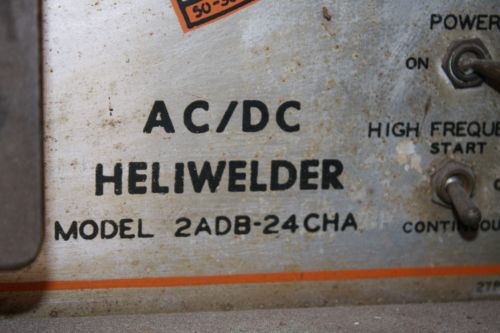 POWER
ON
AC/DC
HIGH FREQUE
START
HELIWELDER
MODEL 2ADB-24CHA
CONTINUOU